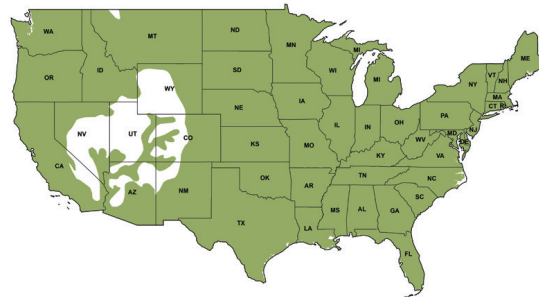 WA
MT
ND
MN
ME
OR
ID
SD
WI
MI
MI
NY
VT
NH
MA
CT
RI
WY
NE
IA
PA
NJ
NV
UT
CO
IL
IN
OH
MD
DE
WV
VA
CA
KS
MO
KY
AZ
NM
OK
AR
TN
NC
SC
TX
LA
MS
AL
GA
FL